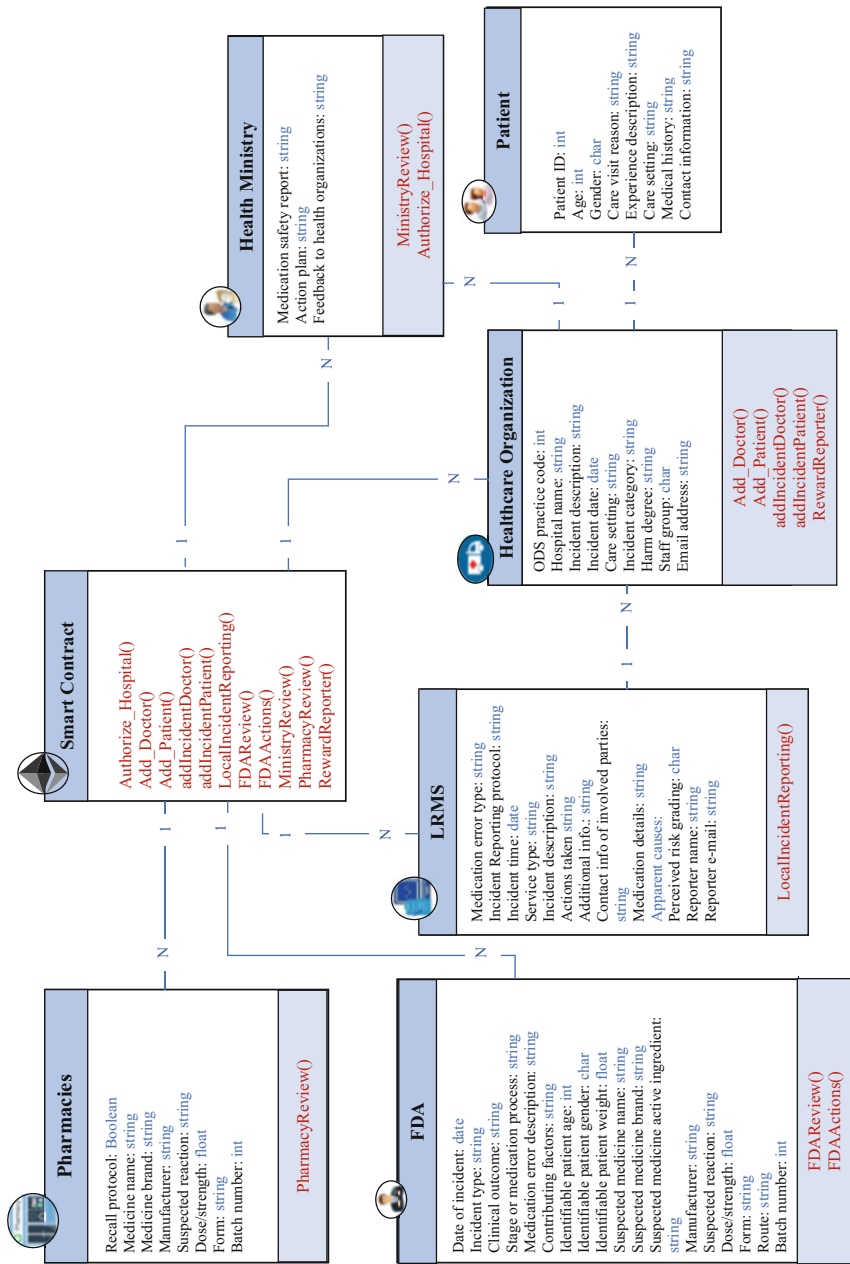 Pharmacies
Recall protocol: Boolean
Medicine name: string
Medicine brand: string
Manufacturer: string
Suspected reaction: string
Dose/strength: float
Form: string
Batch number: int
PharmacyReview()
N
1
Smart Contract
Authorize_Hospital()
Add_Doctor()
Add_Patient()
addIncidentDoctor()
addIncidentPatient()
LocalIncidentReporting()
FDAReview()
FDAActions()
MinistryReview()
PharmacyReview()
RewardReporter()
1
N
Health Ministry
Medication safety report: string
Action plan: string
Feedback to health organizations: string
MinistryReview()
Authorize_Hospital()
1
N
1
N
1
N
N
1
FDA
Date of incident: date
Incident type: string
Clinical outcome: string
Stage or medication process: string
Medication error description: string
Contributing factors: string
Identifiable patient age: int
Identifiable patient gender: char
Identifiable patient weight: float
Suspected medicine name: string
Suspected medicine brand: string
Suspected medicine active ingredient:
string
Manufacturer: string
Suspected reaction: string
Dose/strength: float
Form: string
Route: string
Batch number: int
FDAReview()
FDAActions()
LRMS
Medication error type: string
Incident Reporting protocol: string
Incident time: date
Service type: string
Incident description: string
Actions taken string
Additional info.: string
Contact info of involved parties:
string
Medication details: string
Apparent causes:
Perceived risk grading: char
Reporter name: string
Reporter e-mail: string
LocalIncidentReporting()
1
N
Healthcare Organization
ODS practice code: int
Hospital name: string
Incident description: string
Incident date: date
Care setting: string
Incident category: string
Harm degree: string
Staff group: char
Email address: string
Add_Doctor()
Add_Patient()
addIncidentDoctor()
addIncidentPatient()
RewardReporter()
1
N
Patient
Patient ID: int
Age: int
Gender: char
Care visit reason: string
Experience description: string
Care setting: string
Medical history: string
Contact information: string